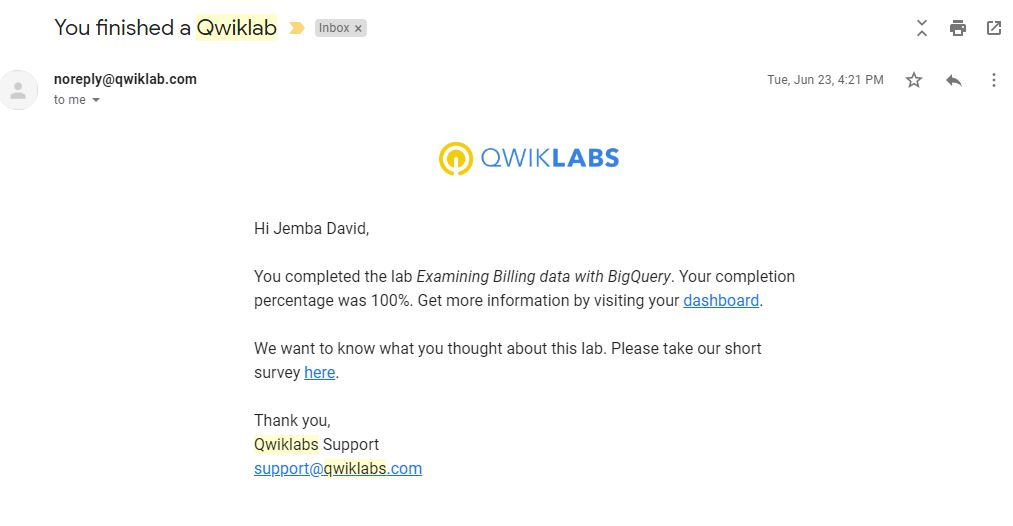 You finished a Qwiklab
Inbox ×
noreply@qwiklab.com
Tue, Jun 23, 4:21 PM
to me
QWIKLABS
Hi Jemba David,
You completed the lab Examining Billing data with BigQuery. Your completion
percentage was 100%. Get more information by visiting your dashboard.
We want to know what you thought about this lab. Please take our short
survey here.
Thank you,
Qwiklabs Support
support@qwiklabs.com